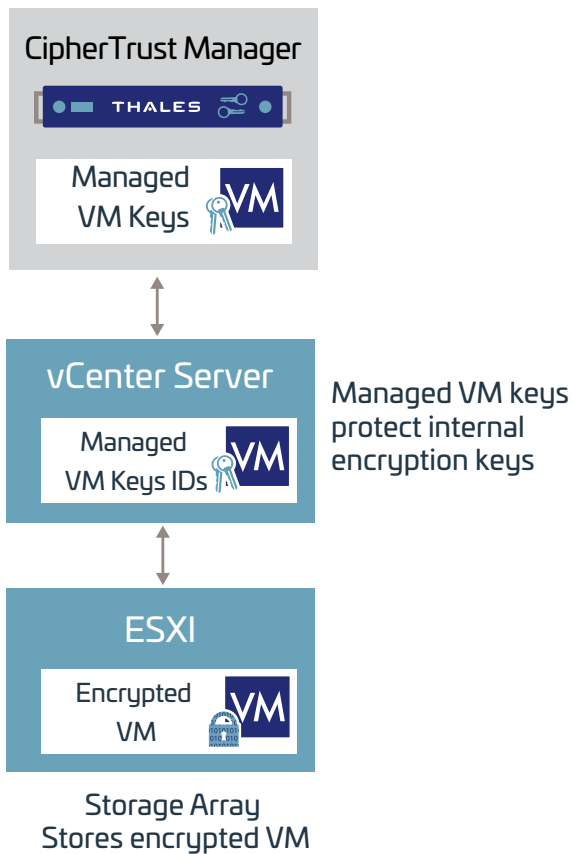 CipherTrust Manager
THALES
Managed
VM Keys
VM
vCenter Server
Managed
VM Keys IDs
VM
Managed VM keys
protect internal
encryption keys
ESXI
Encrypted
VM
VM
Storage Array
Stores encrypted VM